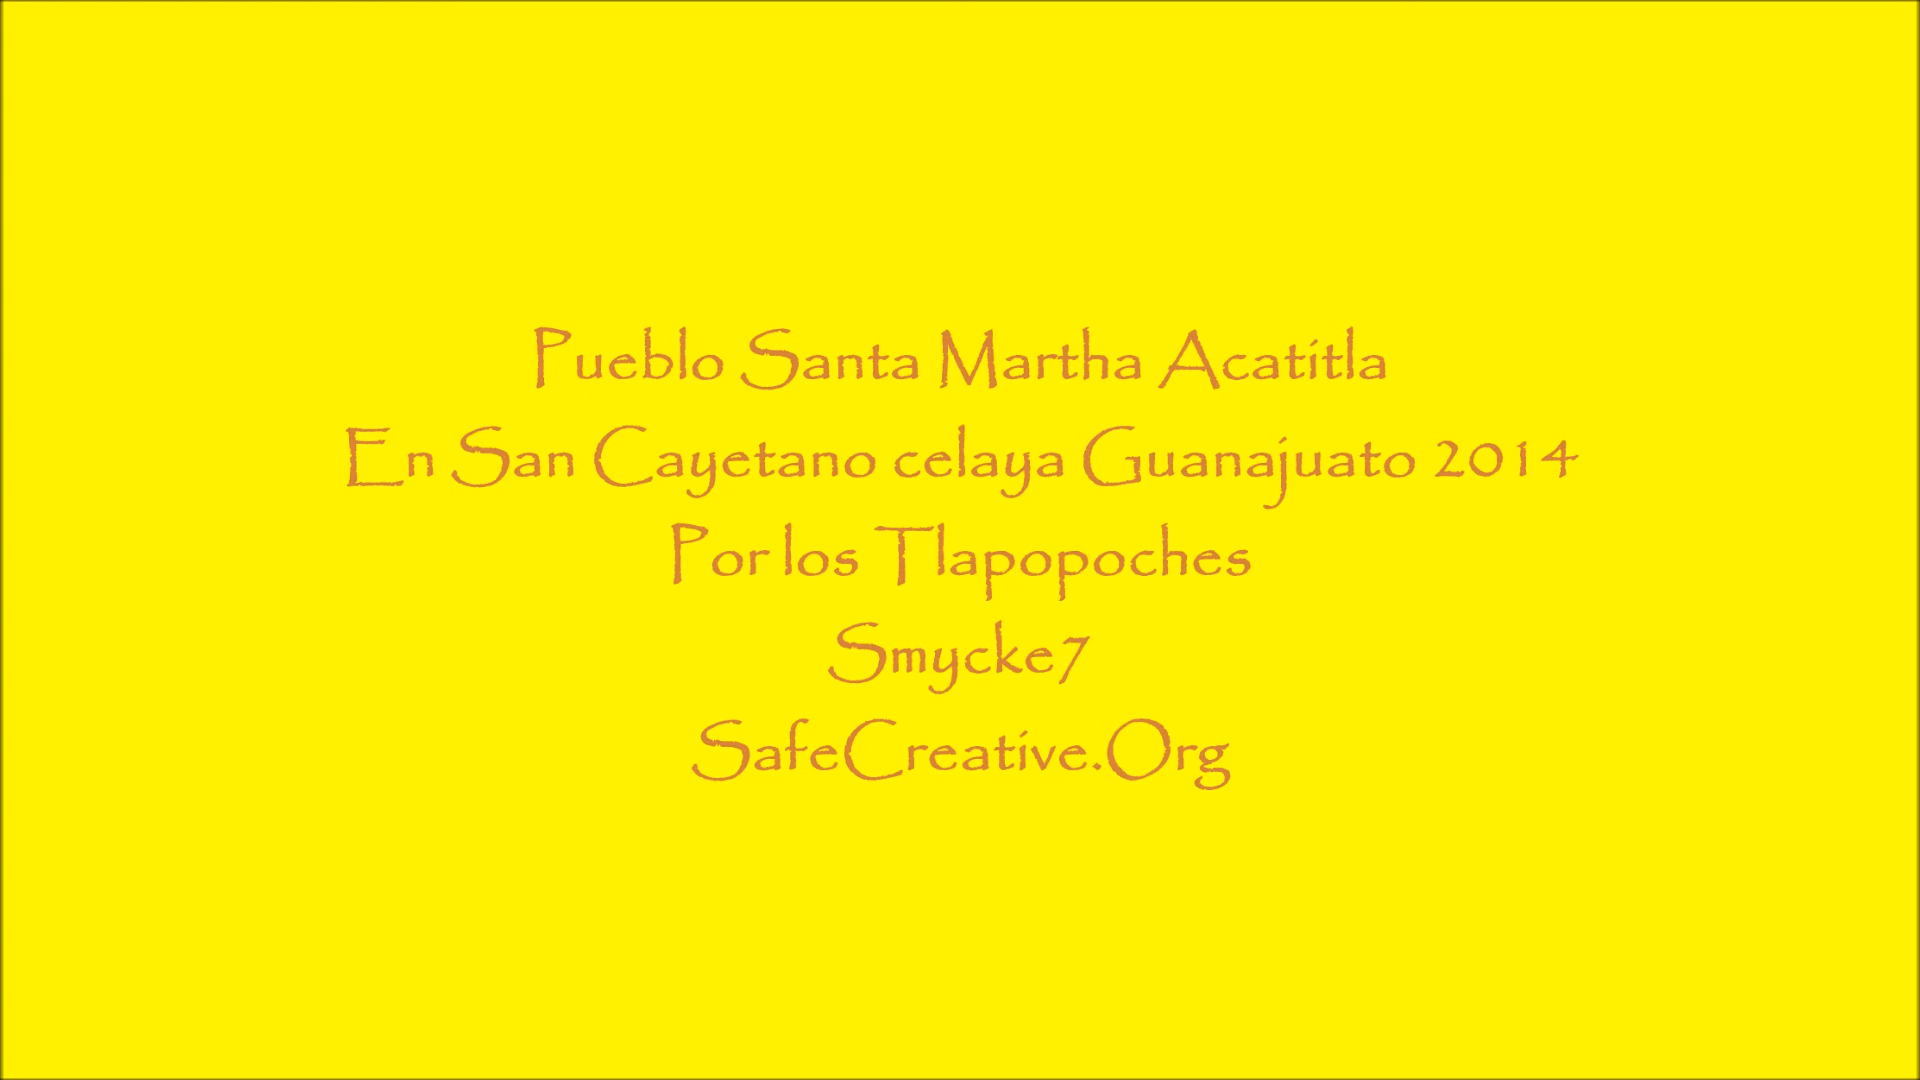 Pueblo Santa Martha Acatitla
En San Cayetano celaya Guanajuato 2014
Por los Tlapopoches
Smycke7
SafeCreative.Org